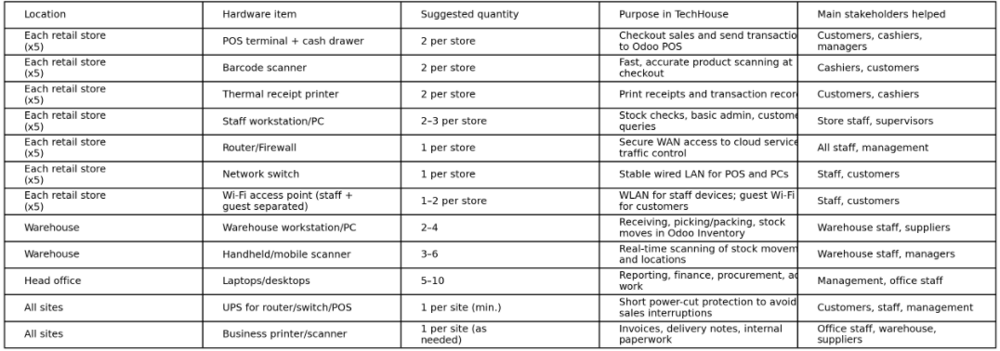 Location Hardware item Suggested quantity Purpose in TechHouse Main stakeholders helped
Each retail store (x5) POS terminal + cash drawer 2 per store Checkout sales and send to Odoo POS Customers, cashiers, managers
Each retail store (x5) Barcode scanner 2 per store Fast, accurate product scanning at checkout Cashiers, customers
Each retail store (x5) Thermal receipt printer 2 per store Print receipts and transaction Customers, cashiers
Each retail store (x5) Staff workstation/PC 2–3 per store Stock checks, basic admin, queries Store staff, supervisors
Each retail store (x5) Router/Firewall 1 per store Secure WAN access to cloud service traffic control All staff, management
Each retail store (x5) Network switch 1 per store Stable wired LAN for POS and PCs Staff, customers
Each retail store (x5) Wi-Fi access point (staff + guest separated) 1–2 per store WLAN for staff devices; guest Wi-Fi for customers Staff, customers
Warehouse Warehouse workstation/PC 2–4 Receiving, picking/packing, stock moves in Odoo Inventory Warehouse staff, suppliers
Warehouse Handheld/mobile scanner 3–6 Real-time scanning of stock and locations Warehouse staff, managers
Head office Laptops/desktops 5–10 Reporting, finance, procurement, work Management, office staff
All sites UPS for router/switch/POS 1 per site (min.) Short power-cut protection to avoid sales interruptions Customers, staff, management
All sites Business printer/scanner 1 per site (as needed) Invoices, delivery notes, internal paperwork Office staff, warehouse, suppliers